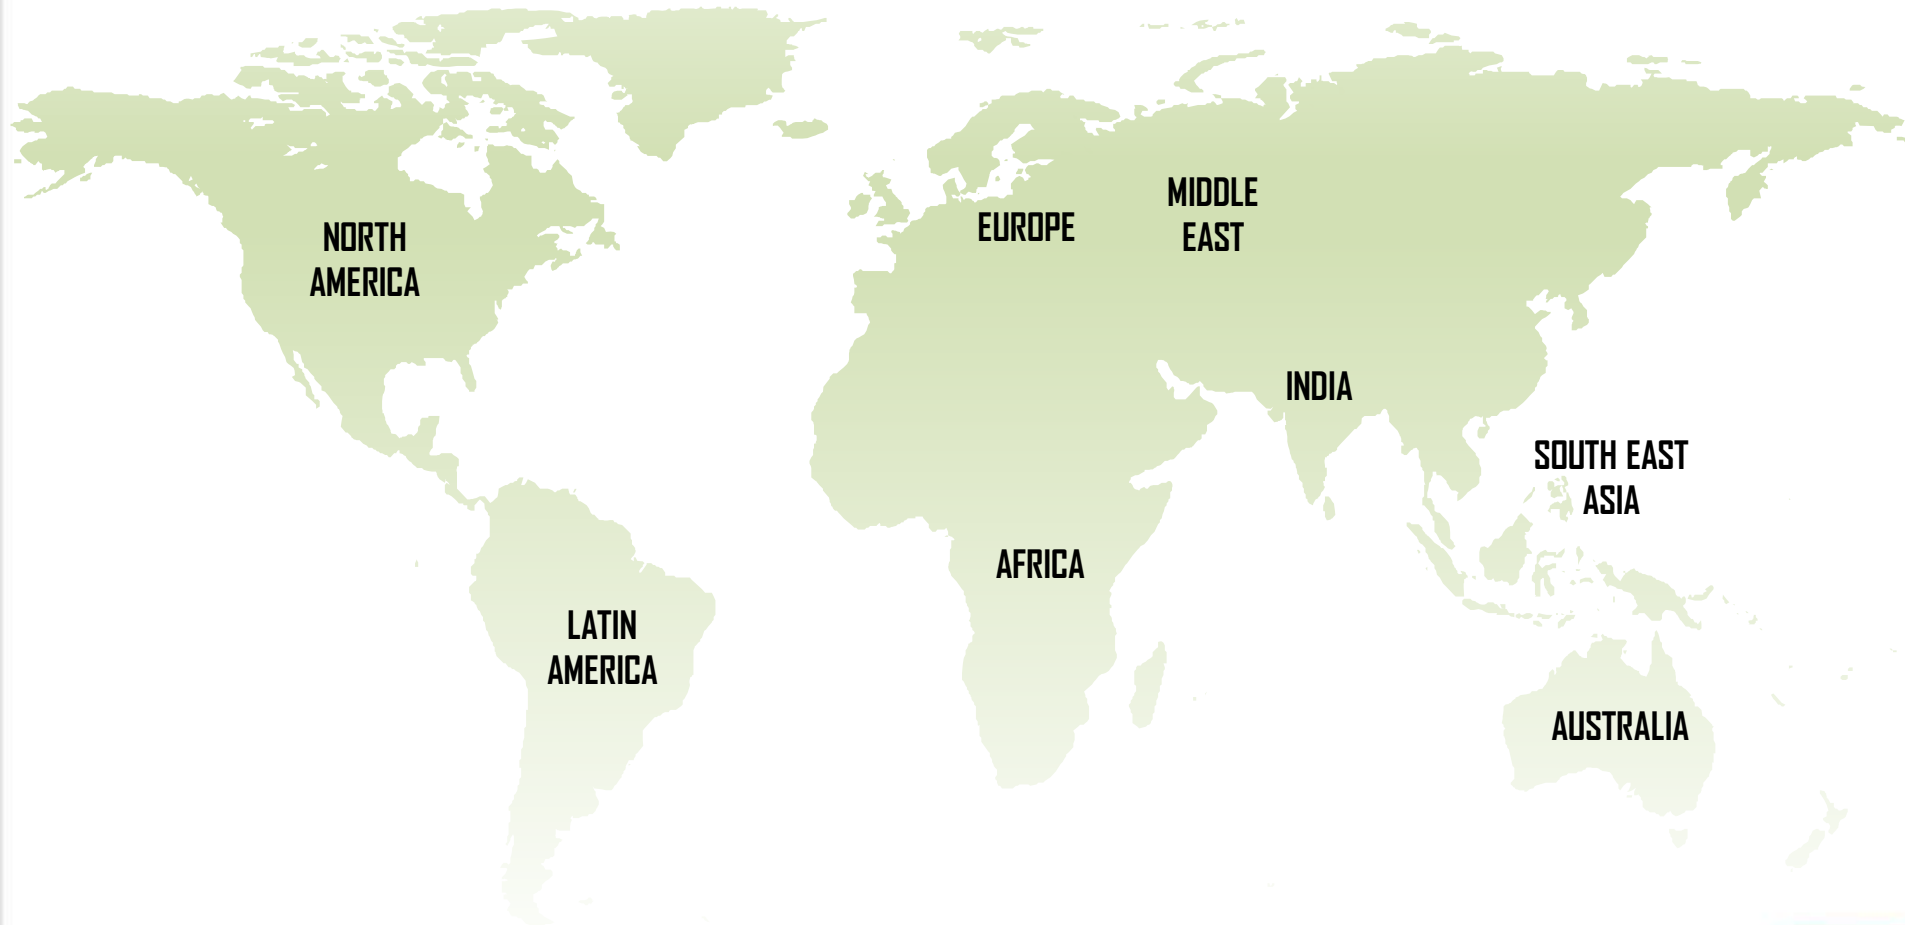 NORTH
AMERICA
EUROPE
MIDDLE
EAST
INDIA
SOUTH EAST
ASIA
AFRICA
LATIN
AMERICA
AUSTRALIA